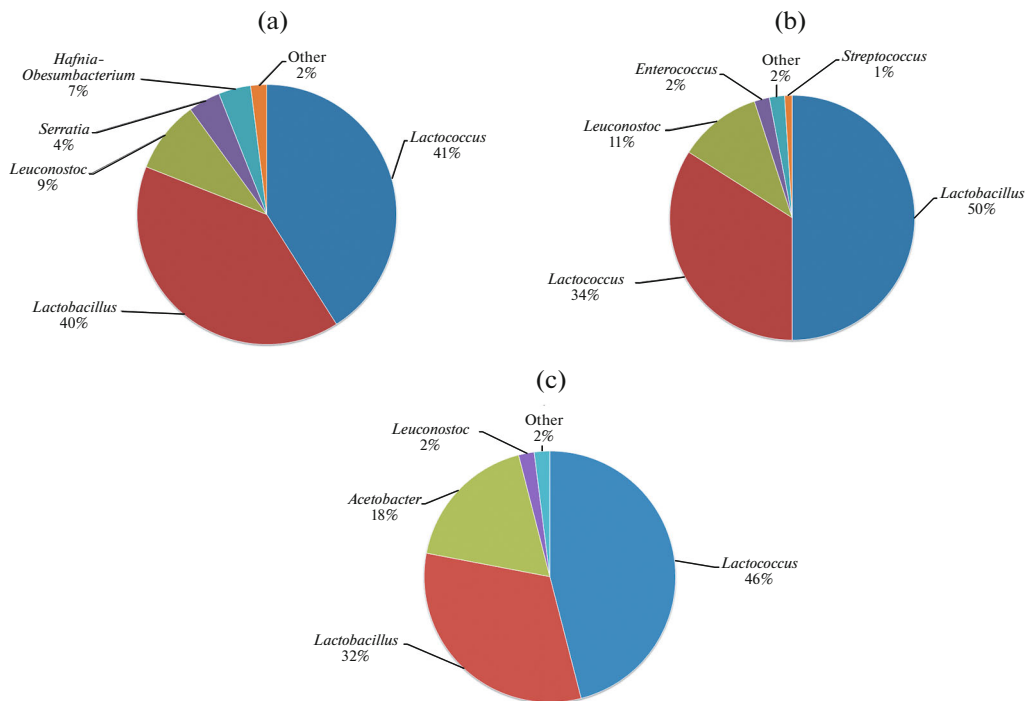 (a)
Hafnia-
Obesumbacterium
7%
Other
2%
Serratia
4%
Leuconostoc
9%
Lactococcus
41%
Lactobacillus
40%
(b)
Enterococcus
2%
Other
2%
Streptococcus
1%
Leuconostoc
11%
Lactobacillus
50%
Lactococcus
34%
(c)
Leuconostoc
2%
Other
2%
Acetobacter
18%
Lactococcus
46%
Lactobacillus
32%